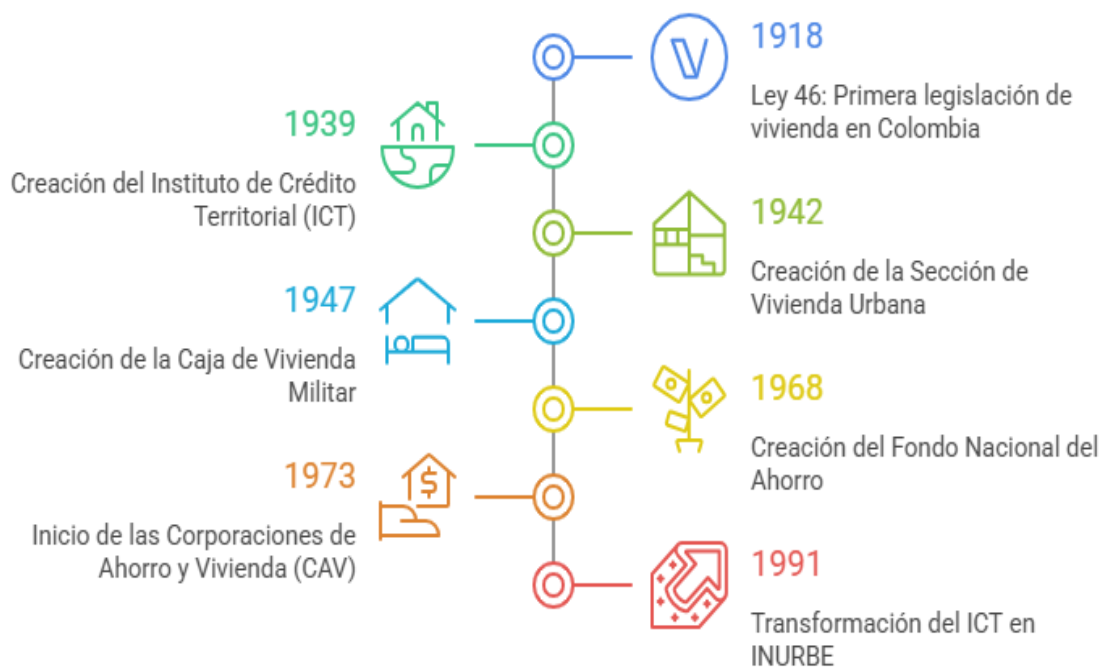 1918
Ley 46: Primera legislación de
vivienda en Colombia
1939
Creación del Instituto de Crédito
Territorial (ICT)
1942
Creación de la Sección de
Vivienda Urbana
1947
Creación de la Caja de Vivienda
Militar
1968
Creación del Fondo Nacional del
Ahorro
1973
Inicio de las Corporaciones de
Ahorro y Vivienda (CAV)
1991
Transformación del ICT en
INURBE